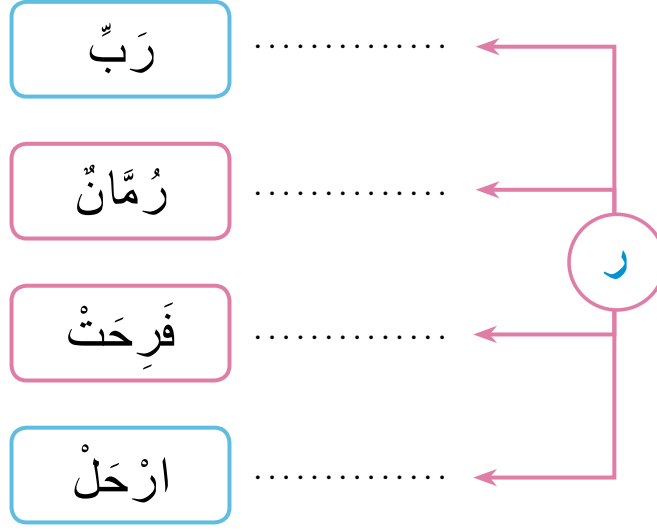 رَبِّ ..............
رُمَّانٌ ..............
ر
فَرِحَتْ ..............
ارْحَلْ ..............